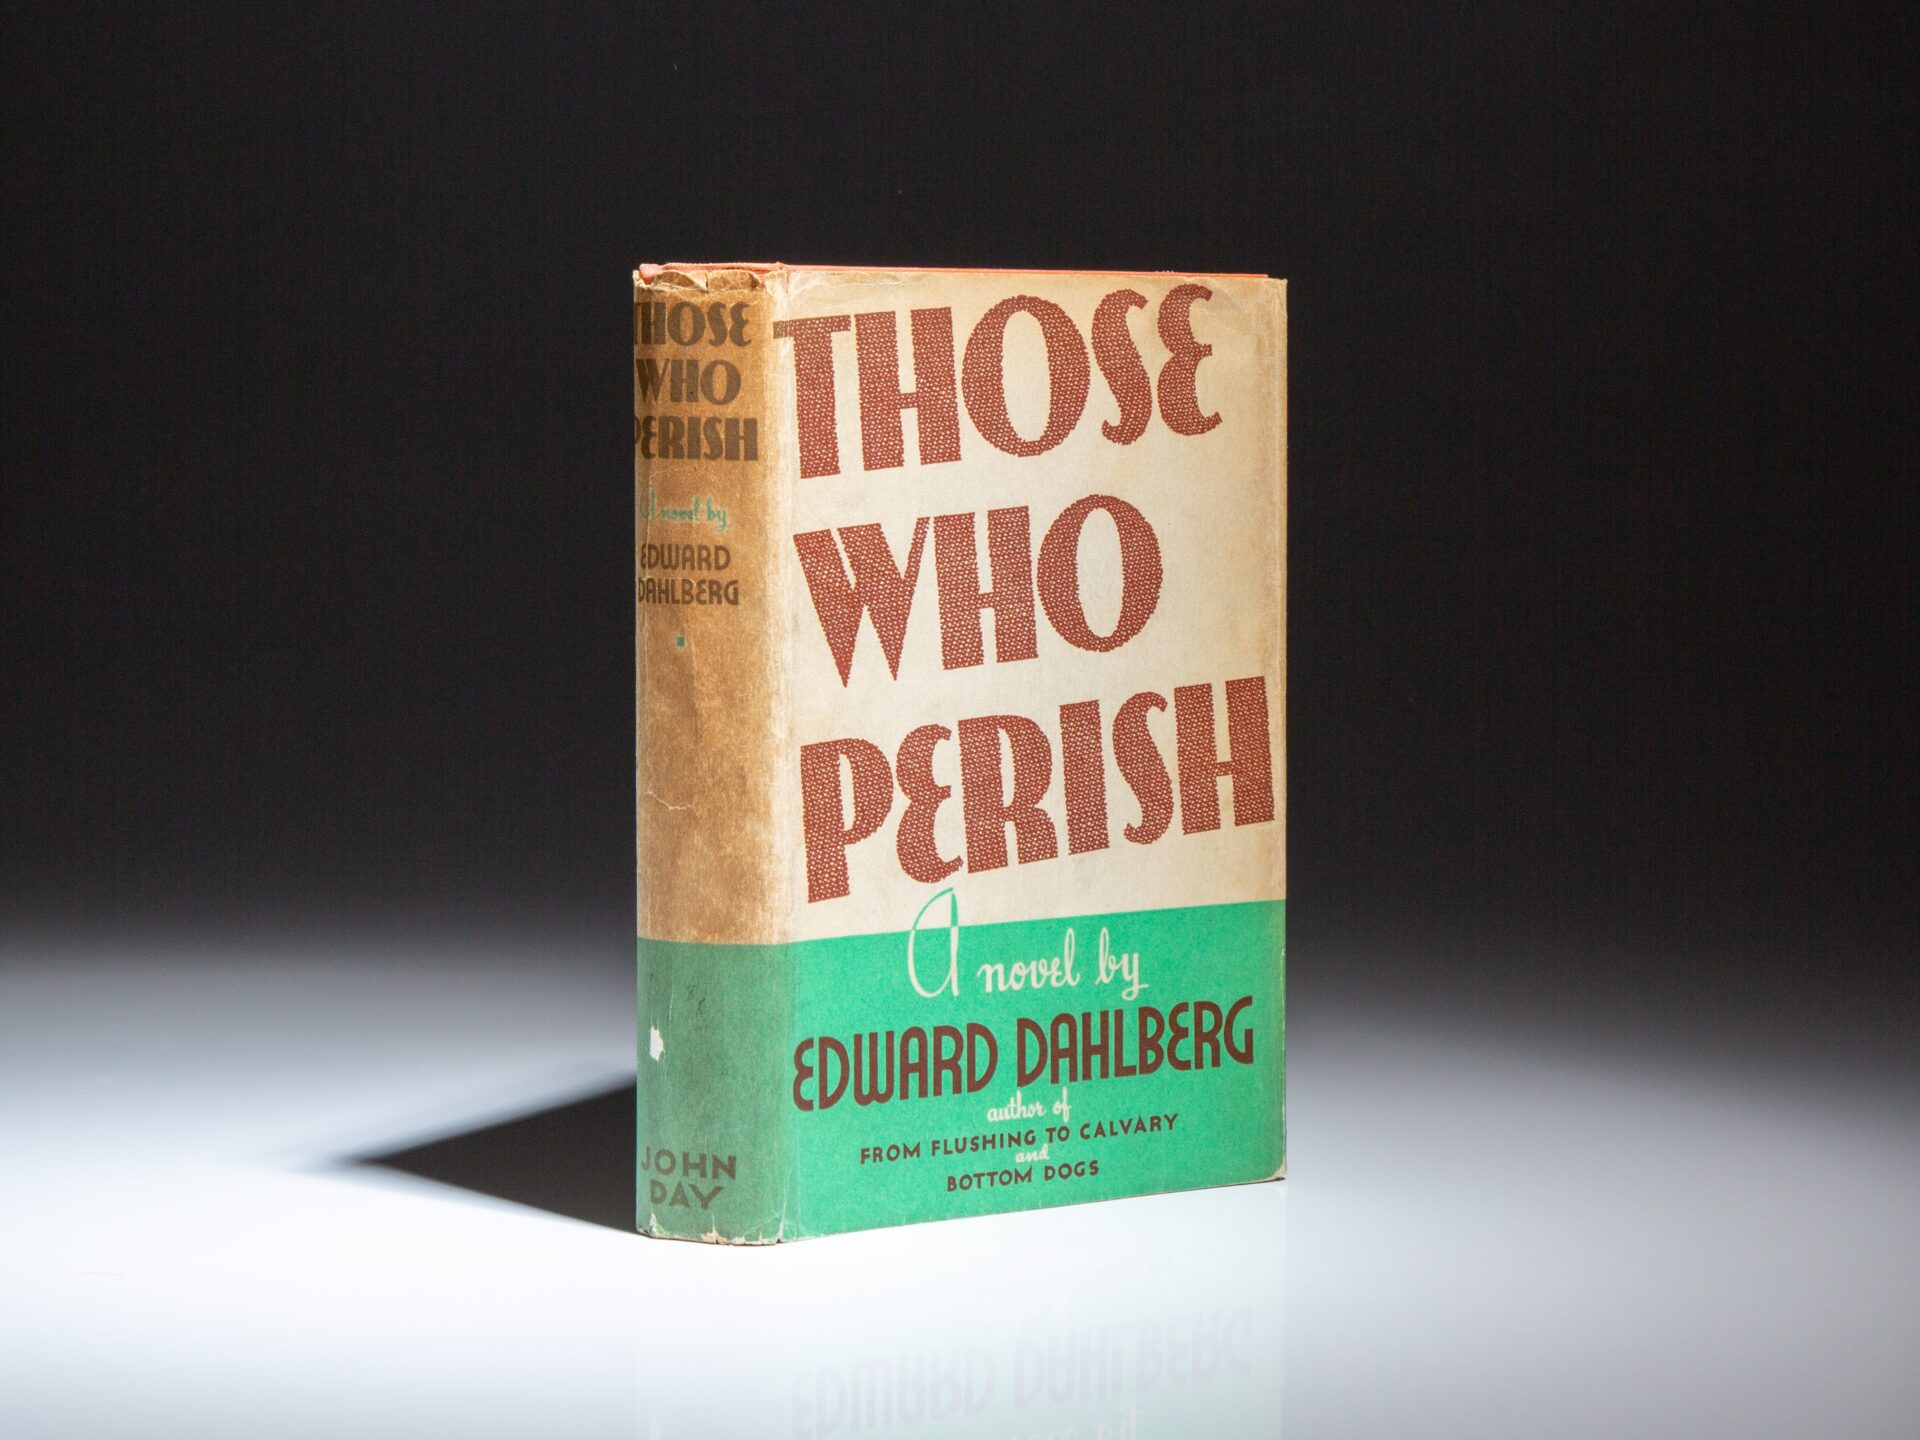 THOSE
WHO
PERISH
A novel by
EDWARD
DAHLBERG
JOHN
DAY
THOSE
WHO
PERISH
A novel by
EDWARD DAHLBERG
author of
FROM FLUSHING TO CALVARY
and
BOTTOM DOGS